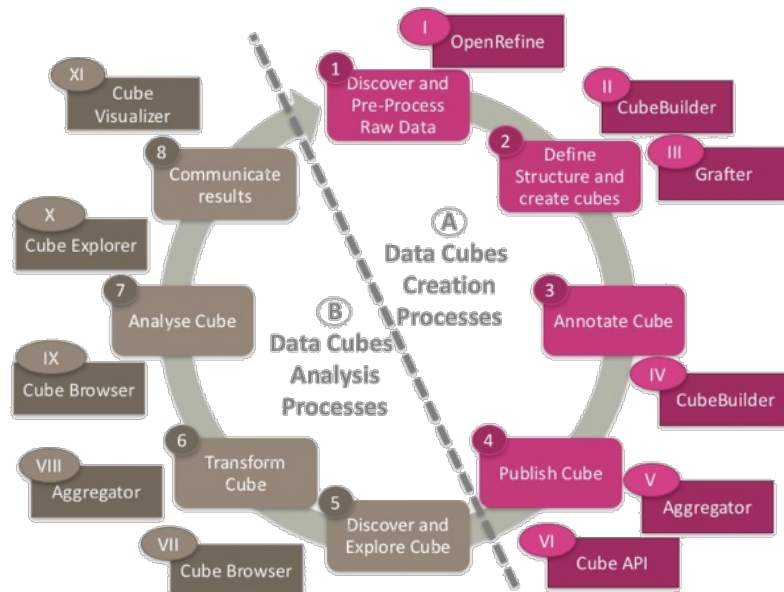 I
OpenRefine
1
Discover and
Pre-Process
Raw Data
II
CubeBuilder
III
Grafter
2
Define
Structure and
create cubes
A
Data Cubes
Creation
Processes
3
Annotate Cube
IV
CubeBuilder
4
Publish Cube
V
Aggregator
VI
Cube API
B
Data Cubes
Analysis
Processes
5
Discover and
Explore Cube
VII
Cube Browser
6
Transform
Cube
VIII
Aggregator
IX
Cube Browser
7
Analyse Cube
X
Cube Explorer
8
Communicate
results
XI
Cube
Visualizer